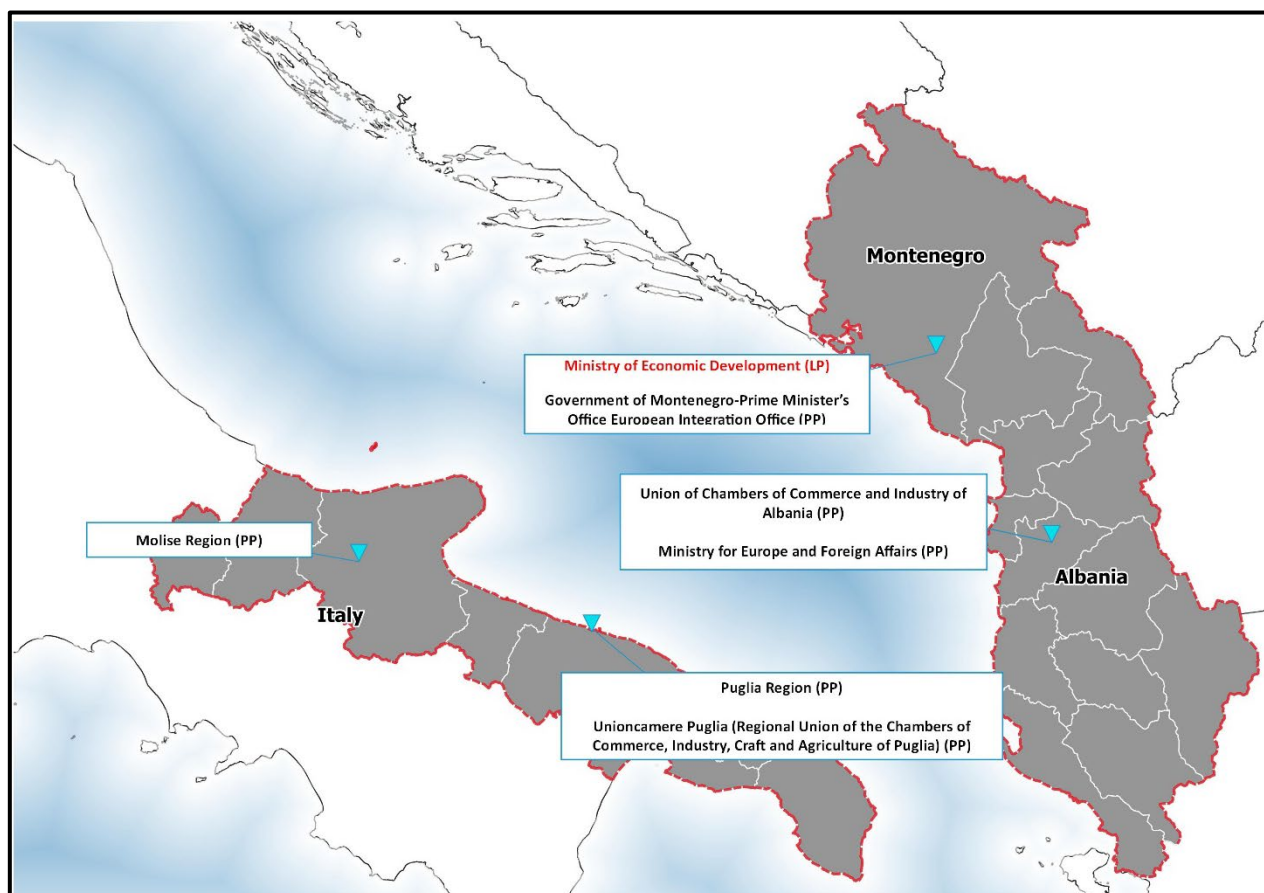 Montenegro
Ministry of Economic Development (LP)
Government of Montenegro-Prime Minister’s
Office European Integration Office (PP)
Union of Chambers of Commerce and Industry of
Albania (PP)
Ministry for Europe and Foreign Affairs (PP)
Molise Region (PP)
Albania
Italy
Puglia Region (PP)
Unioncamere Puglia (Regional Union of the Chambers of
Commerce, Industry, Craft and Agriculture of Puglia) (PP)